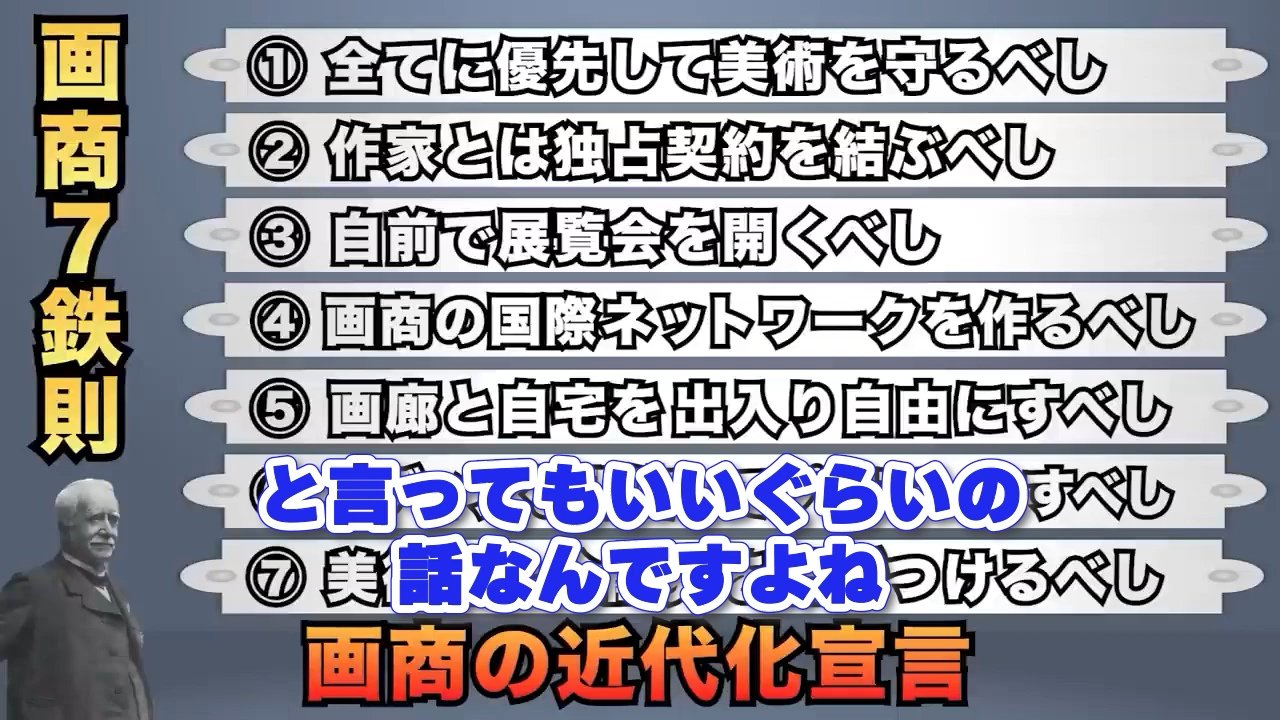 画商7鉄則
① 全てに優先して美術を守るべし
② 作家とは独占契約を結ぶべし
③ 自前で展覧会を開くべし
④ 画商の国際ネットワークを作るべし
⑤ 画廊と自宅を出入り自由にすべし
すべし
⑦ 美
つけるべし
と言ってもいいぐらいの
話なんですよね
画商の近代化宣言